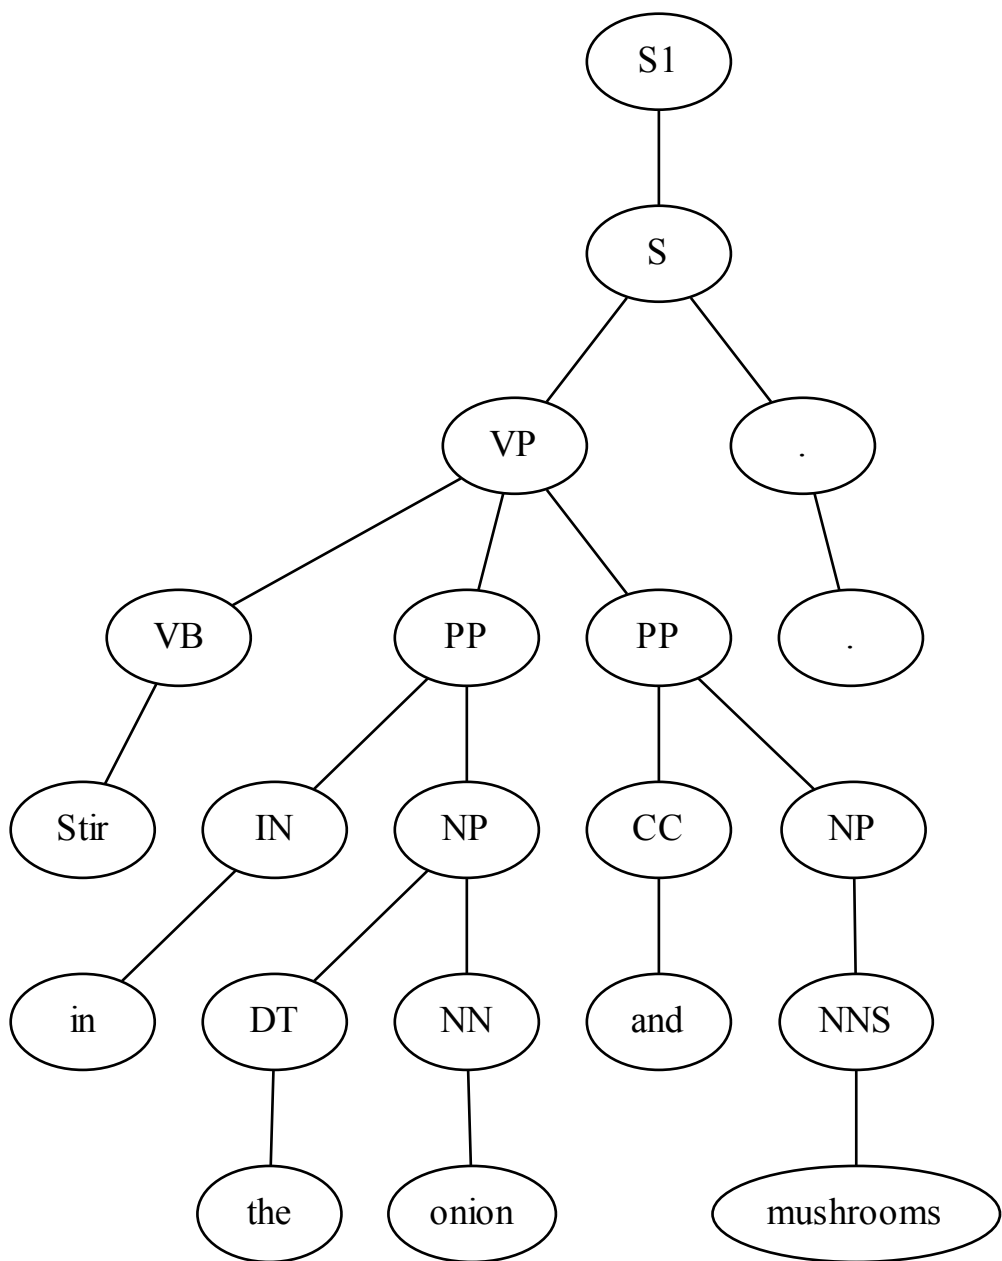 S1
S
VP .
VB PP PP .
Stir IN NP CC NP
in DT NN and NNS
the onion mushrooms